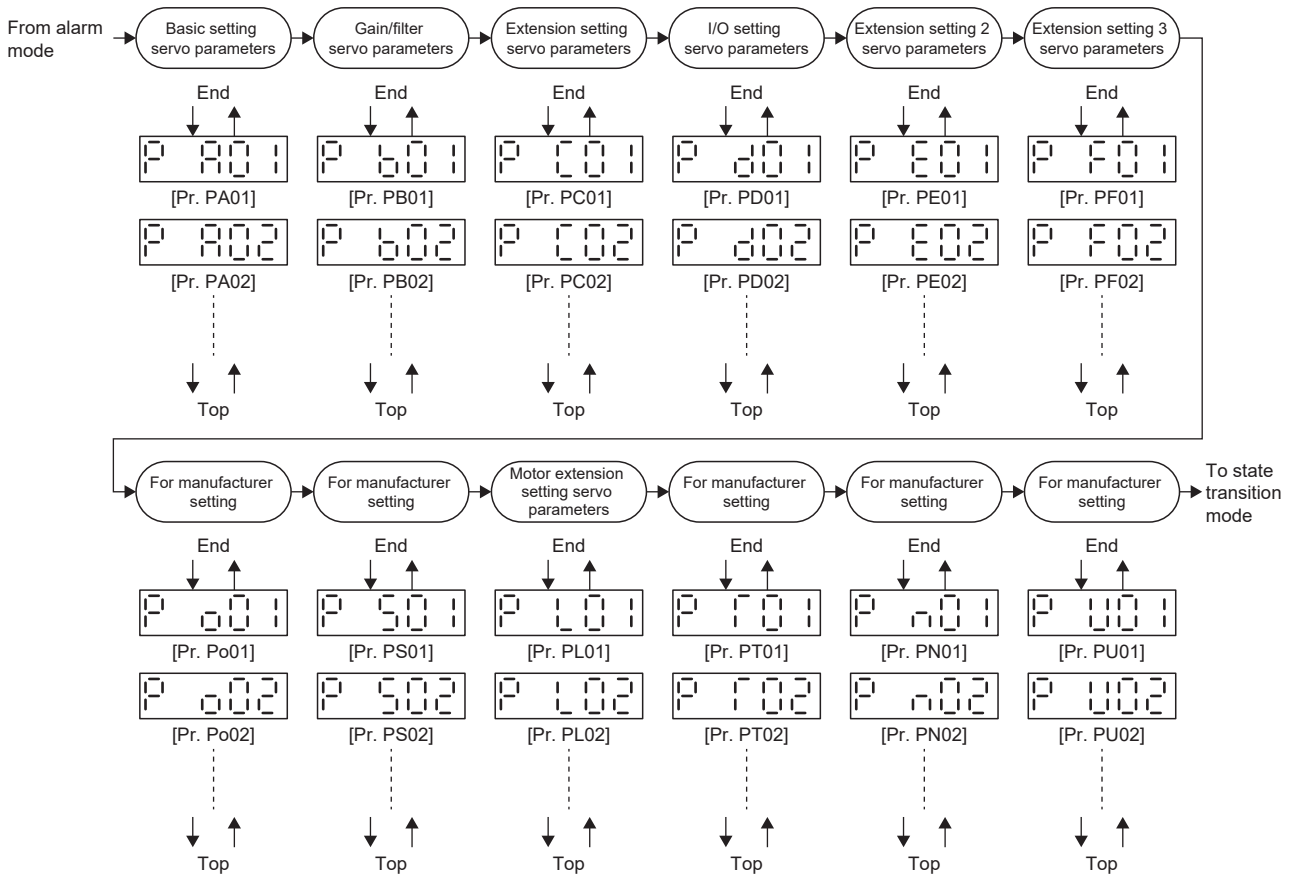 From alarm
mode
Basic setting
servo parameters
Gain/filter
servo parameters
Extension setting
servo parameters
I/O setting
servo parameters
Extension setting 2
servo parameters
Extension setting 3
servo parameters
End End End End End End
P A01 P b01 P C01 P d01 P E01 P F01
[Pr. PA01] [Pr. PB01] [Pr. PC01] [Pr. PD01] [Pr. PE01] [Pr. PF01]
P A02 P b02 P C02 P d02 P E02 P F02
[Pr. PA02] [Pr. PB02] [Pr. PC02] [Pr. PD02] [Pr. PE02] [Pr. PF02]
Top Top Top Top Top Top
For manufacturer
setting
For manufacturer
setting
Motor extension
setting servo
parameters
For manufacturer
setting
For manufacturer
setting
For manufacturer
setting
To state
transition
mode
End End End End End End
P o01 P S01 P L01 P T01 P n01 P U01
[Pr. Po01] [Pr. PS01] [Pr. PL01] [Pr. PT01] [Pr. PN01] [Pr. PU01]
P o02 P S02 P L02 P T02 P n02 P U02
[Pr. Po02] [Pr. PS02] [Pr. PL02] [Pr. PT02] [Pr. PN02] [Pr. PU02]
Top Top Top Top Top Top